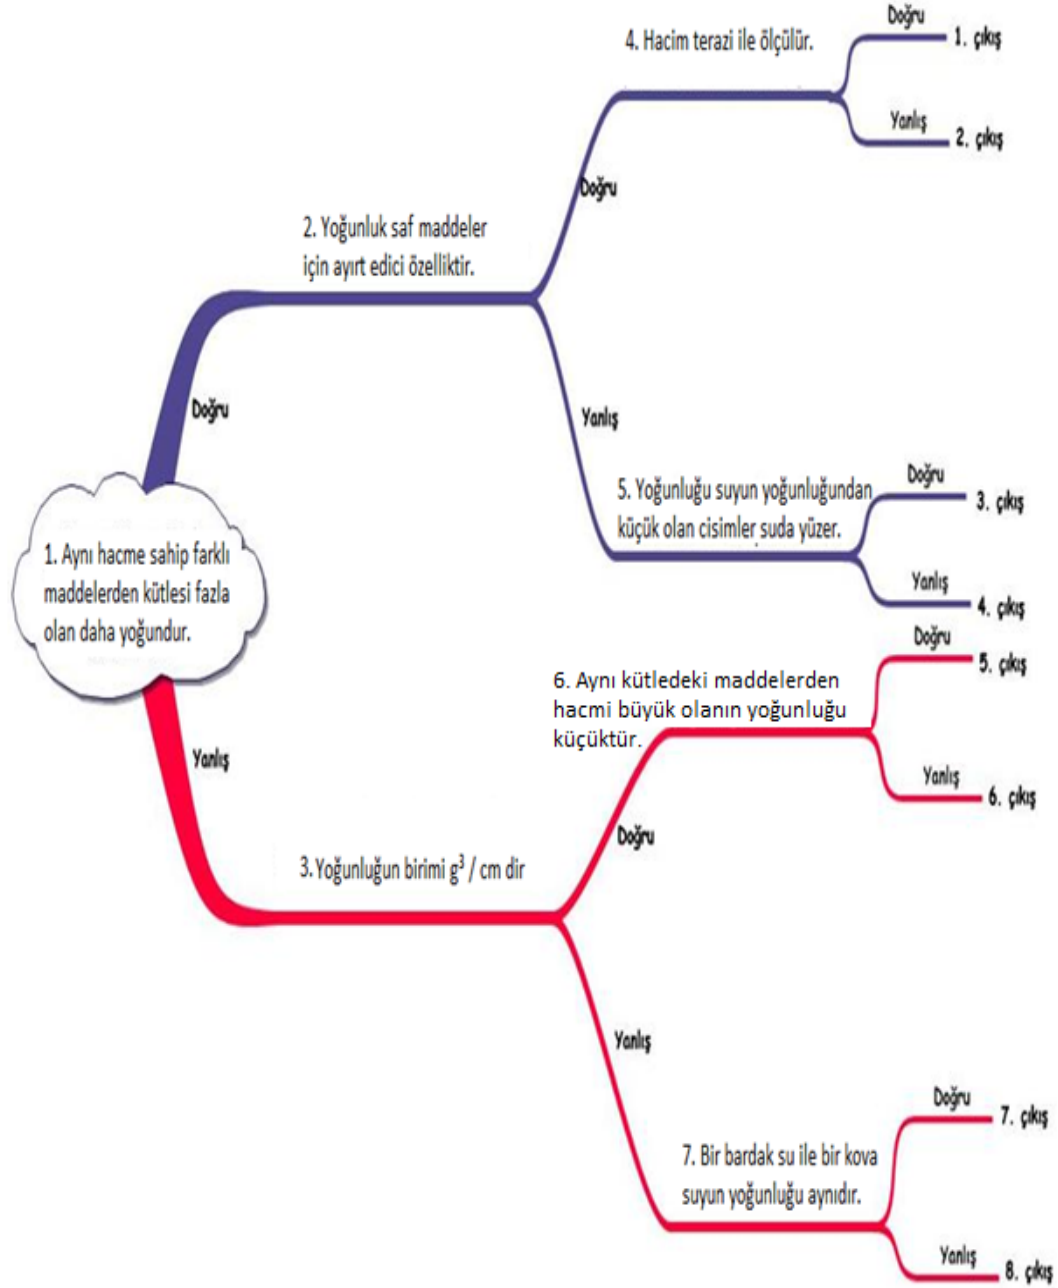 4. Hacim terazi ile ölçülür.
Doğru
1. çıkış
Yanlış
2. çıkış
Doğru
2. Yoğunluk saf maddeler
için ayırt edici özelliktir.
Doğru
Yanlış
5. Yoğunluğu suyun yoğunluğundan
küçük olan cisimler suda yüzer.
Doğru
3. çıkış
Yanlış
4. çıkış
1. Aynı hacme sahip farklı
maddelerden kütlesi fazla
olan daha yoğundur.
6. Aynı kütledeki maddelerden
hacmi büyük olanın yoğunluğu
küçüktür.
Doğru
5. çıkış
Yanlış
6. çıkış
Yanlış
Doğru
3.Yoğunluğun birimi g³ / cm dir
Yanlış
7. Bir bardak su ile bir kova
suyun yoğunluğu aynıdır.
Doğru
7. çıkış
Yanlış
8. çıkış